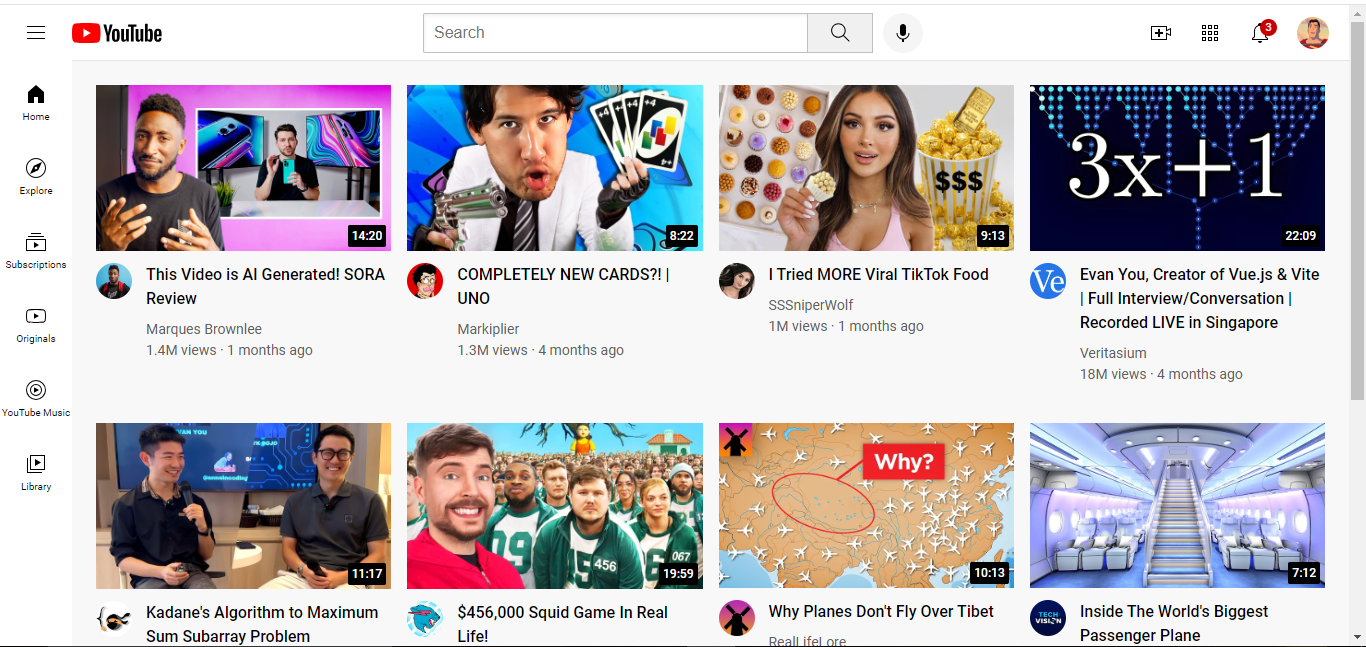 YouTube
Search
3
Home
Explore
Subscriptions
Originals
YouTube Music
Library
+4
+4
+4
+4
14:20
8:22
$$$
9:13
3x+1
22:09
This Video is AI Generated! SORA
Review
Marques Brownlee
1.4M views · 1 months ago
COMPLETELY NEW CARDS?! |
UNO
Markiplier
1.3M views · 4 months ago
I Tried MORE Viral TikTok Food
SSSniperWolf
1M views · 1 months ago
Ve
Evan You, Creator of Vue.js & Vite
| Full Interview/Conversation |
Recorded LIVE in Singapore
Veritasium
18M views · 4 months ago
11:17
067
456
19:59
Why?
10:13
7:12
Kadane's Algorithm to Maximum
Sum Subarray Problem
$456,000 Squid Game In Real
Life!
Why Planes Don't Fly Over Tibet
RealLifeLore
TECH
VISION
Inside The World's Biggest
Passenger Plane